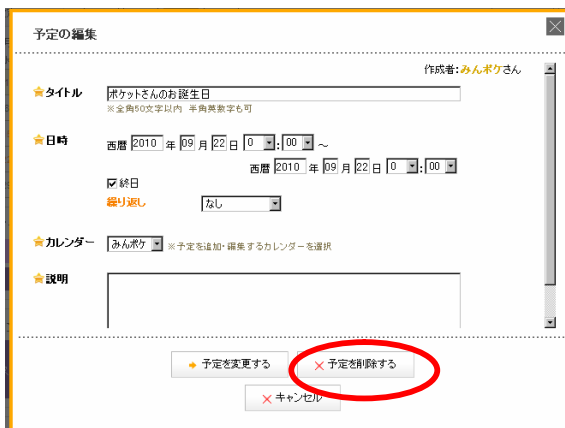 予定の編集
作成者:みんポケさん
タイトル ポケットさんのお誕生日
※全角50文字以内 半角英数字も可
日時 西暦 2010 年 09 月 22 日 0 : 00 ～
西暦 2010 年 09 月 22 日 0 : 00
終日
繰り返し なし
カレンダー みんポケ ※予定を追加・編集するカレンダーを選択
説明
予定を変更する 予定を削除する
キャンセル